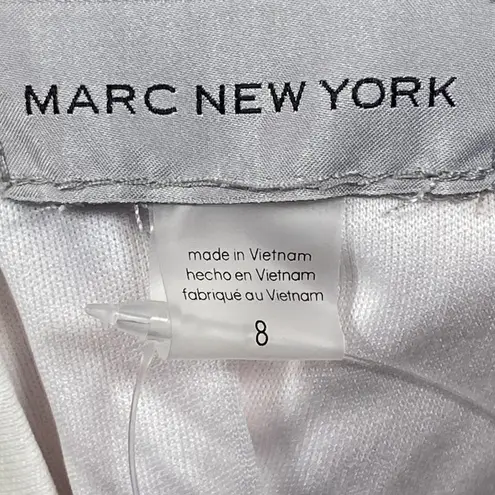 MARC NEW YORK
made in Vietnam
hecho en Vietnam
fabriqué au Vietnam
8